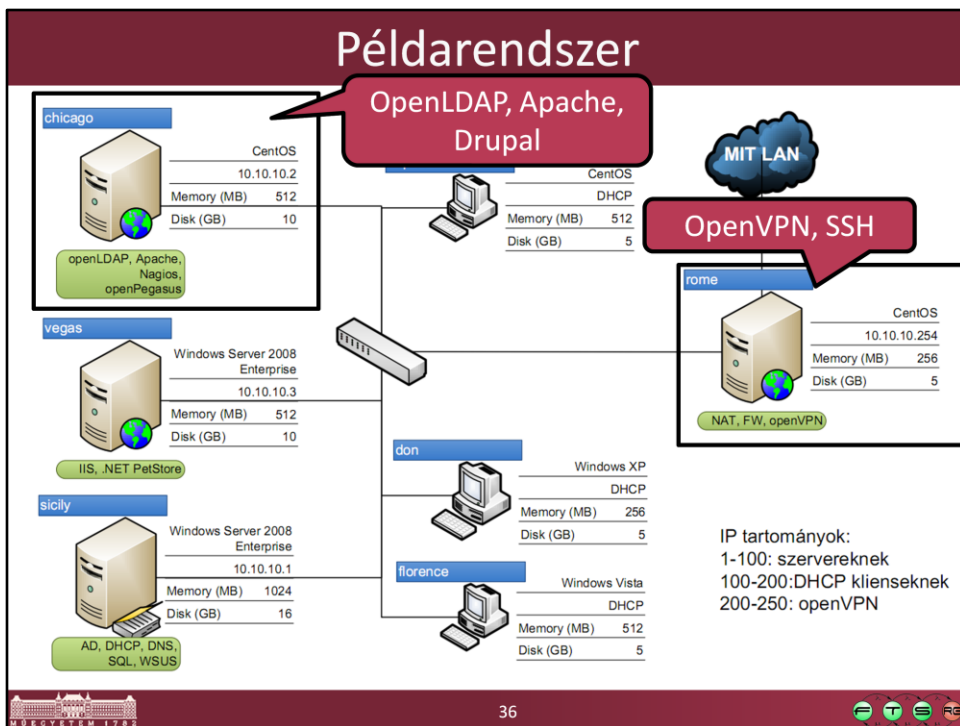 Példarendszer
OpenLDAP, Apache,
Drupal
chicago
CentOS
10.10.10.2
Memory (MB) 512
Disk (GB) 10
openLDAP, Apache,
Nagios,
openPegasus
CentOS
DHCP
Memory (MB) 512
Disk (GB) 5
MIT LAN
OpenVPN, SSH
rome
CentOS
10.10.10.254
Memory (MB) 256
Disk (GB) 5
NAT, FW, openVPN
vegas
Windows Server 2008
Enterprise
10.10.10.3
Memory (MB) 512
Disk (GB) 10
IIS, .NET PetStore
don
Windows XP
DHCP
Memory (MB) 256
Disk (GB) 5
sicily
Windows Server 2008
Enterprise
10.10.10.1
Memory (MB) 1024
Disk (GB) 16
AD, DHCP, DNS,
SQL, WSUS
florence
Windows Vista
DHCP
Memory (MB) 512
Disk (GB) 5
IP tartományok:
1-100: szervereknek
100-200:DHCP klienseknek
200-250: openVPN
MŰEGYETEM 1782
36
F T S RG